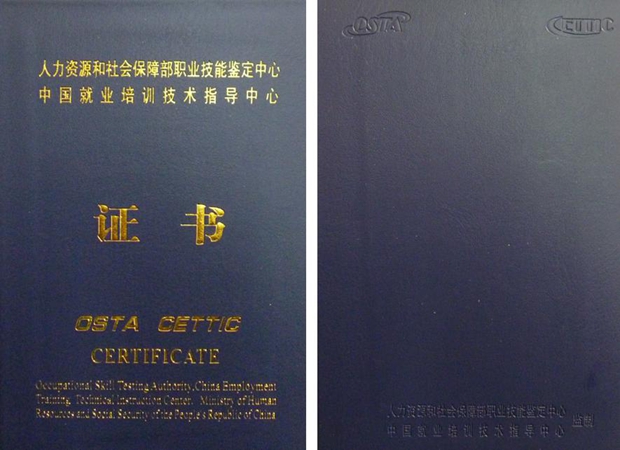 人力资源和社会保障部职业技能鉴定中心
中国就业培训技术指导中心
证书
OSTA CETTIC
CERTIFICATE
Occupational Skill Testing Authority, China Employment
Training Technical Instruction Center. Ministry of Human
Resources and Social Security of the People's Republic of China
OSTA
CETTIC
人力资源和社会保障部职业技能鉴定中心
中国就业培训技术指导中心
监制